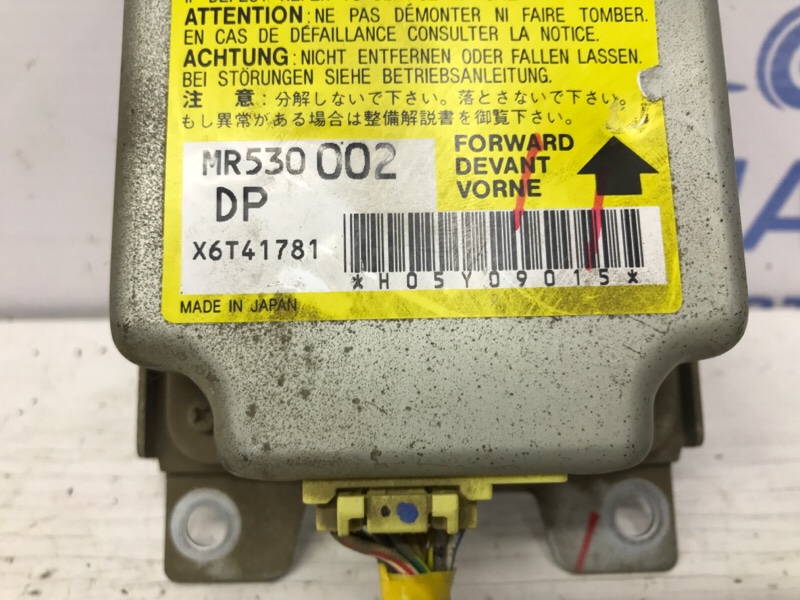 ATTENTION: NE PAS DÉMONTER NI FAIRE TOMBER.
EN CAS DE DÉFAILLANCE CONSULTER LA NOTICE.
ACHTUNG: NICHT ENTFERNEN ODER FALLEN LASSEN.
BEI STÖRUNGEN SIEHE BETRIEBSANLEITUNG.
注 意: 分解しないで下さい。落とさないで下さい。
もし異常がある場合は整備解説書を御覧下さい。
MR530 002
DP
X6T41781
FORWARD
DEVANT
VORNE
*H05Y09015*
MADE IN JAPAN